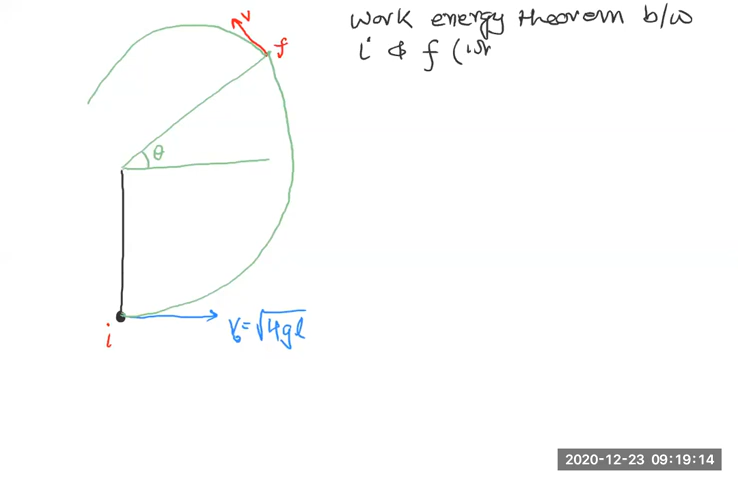 Work energy theorem b/w
i & f
v
f
θ
i
v₀=√4gl
2020-12-23 09:19:14